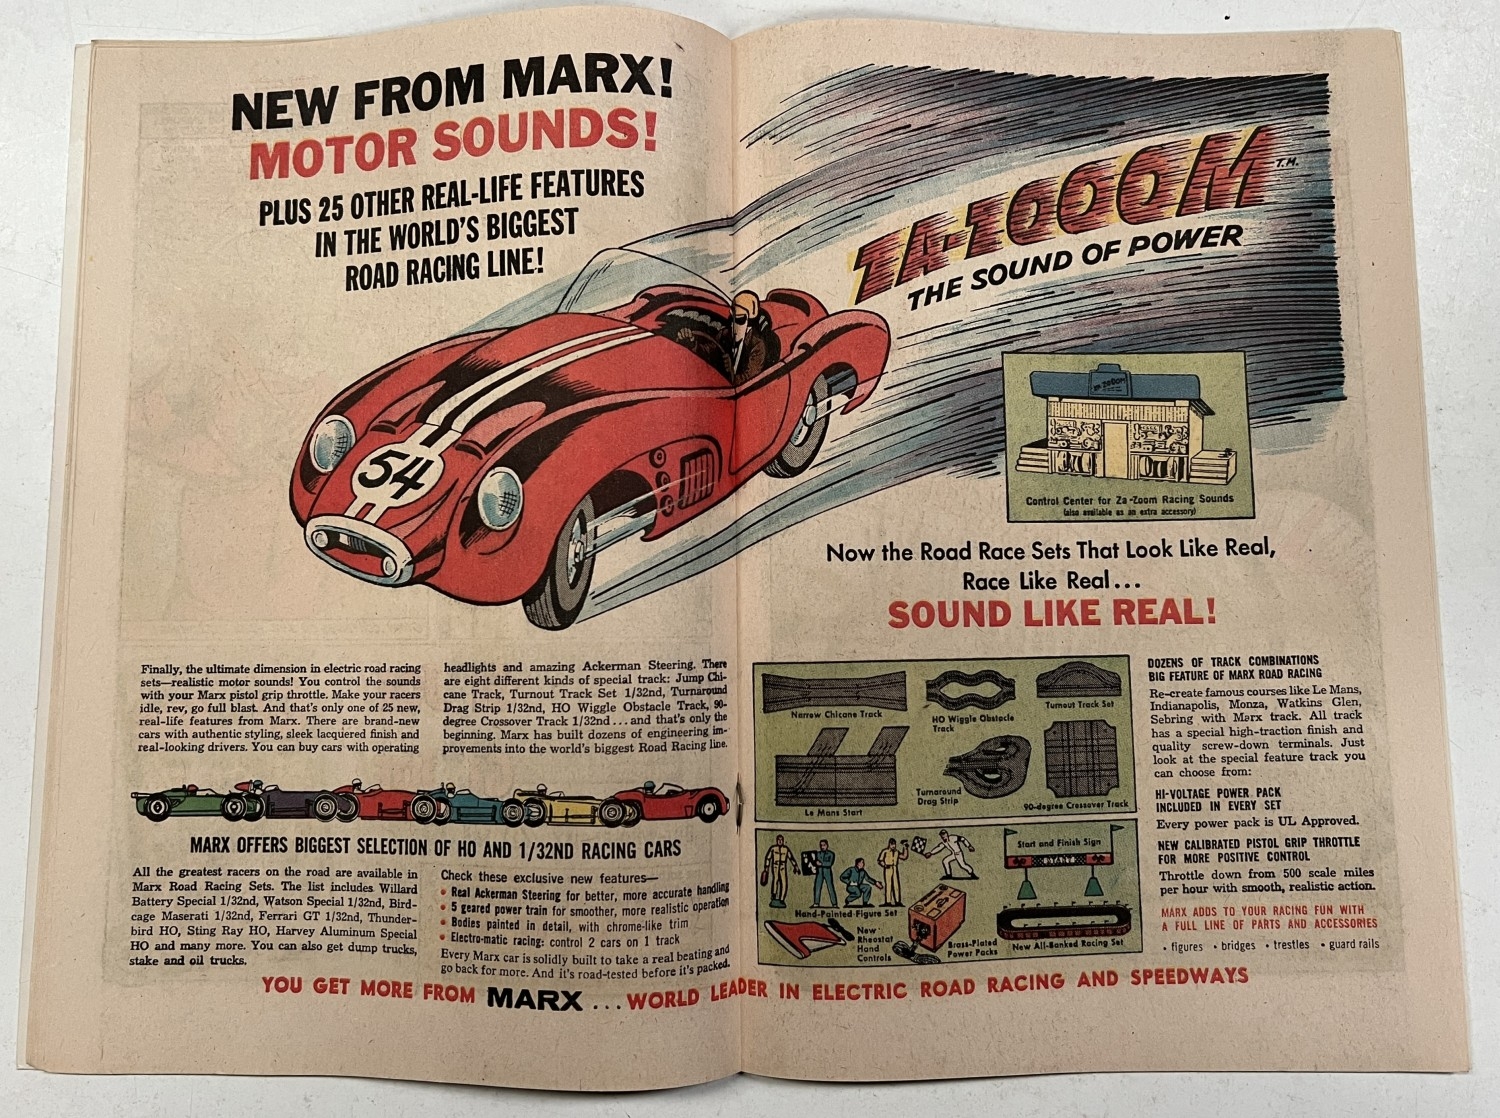 NEW FROM MARX!
MOTOR SOUNDS!
PLUS 25 OTHER REAL-LIFE FEATURES
IN THE WORLD'S BIGGEST
ROAD RACING LINE!
ZA-ZOOOM T.M.
THE SOUND OF POWER
54
ZA-ZOOM
Control Center for Za-Zoom Racing Sounds
(also available as an extra accessory)
Now the Road Race Sets That Look Like Real,
Race Like Real...
SOUND LIKE REAL!
Finally, the ultimate dimension in electric road racing
sets—realistic motor sounds! You control the sounds
with your Marx pistol grip throttle. Make your racers
idle, rev, go full blast. And that's only one of 25 new,
real-life features from Marx. There are brand-new
cars with authentic styling, sleek lacquered finish and
real-looking drivers. You can buy cars with operating
headlights and amazing Ackerman Steering. There
are eight different kinds of special track: Jump Chi-
cane Track, Turnout Track Set 1/32nd, Turnaround
Drag Strip 1/32nd, HO Wiggle Obstacle Track, 90-
degree Crossover Track 1/32nd...and that's only the
beginning. Marx has built dozens of engineering im-
provements into the world's biggest Road Racing line.
MARX OFFERS BIGGEST SELECTION OF HO AND 1/32ND RACING CARS
All the greatest racers on the road are available in
Marx Road Racing Sets. The list includes Willard
Battery Special 1/32nd, Watson Special 1/32nd, Bird-
cage Maserati 1/32nd, Ferrari GT 1/32nd, Thunder-
bird HO, Sting Ray HO, Harvey Aluminum Special
HO and many more. You can also get dump trucks,
stake and oil trucks.
Check these exclusive new features—
• Real Ackerman Steering for better, more accurate handling
• 5 geared power train for smoother, more realistic operation
• Bodies painted in detail, with chrome-like trim
• Electro-matic racing: control 2 cars on 1 track
Every Marx car is solidly built to take a real beating and
go back for more. And it's road-tested before it's packed.
Narrow Chicane Track
HO Wiggle Obstacle
Track
Turnout Track Set
Le Mans Start
Turnaround
Drag Strip
90-degree Crossover Track
Hand-Painted Figure Set
Start and Finish Sign
START
New
Rheostat
Hand
Controls
Brass-Plated
Power Packs
New All-Banked Racing Set
DOZENS OF TRACK COMBINATIONS
BIG FEATURE OF MARX ROAD RACING
Re-create famous courses like Le Mans,
Indianapolis, Monza, Watkins Glen,
Sebring with Marx track. All track
has a special high-traction finish and
quality screw-down terminals. Just
look at the special feature track you
can choose from:
HI-VOLTAGE POWER PACK
INCLUDED IN EVERY SET
Every power pack is UL Approved.
NEW CALIBRATED PISTOL GRIP THROTTLE
FOR MORE POSITIVE CONTROL
Throttle down from 500 scale miles
per hour with smooth, realistic action.
MARX ADDS TO YOUR RACING FUN WITH
A FULL LINE OF PARTS AND ACCESSORIES
• figures • bridges • trestles • guard rails
YOU GET MORE FROM MARX ...WORLD LEADER IN ELECTRIC ROAD RACING AND SPEEDWAYS